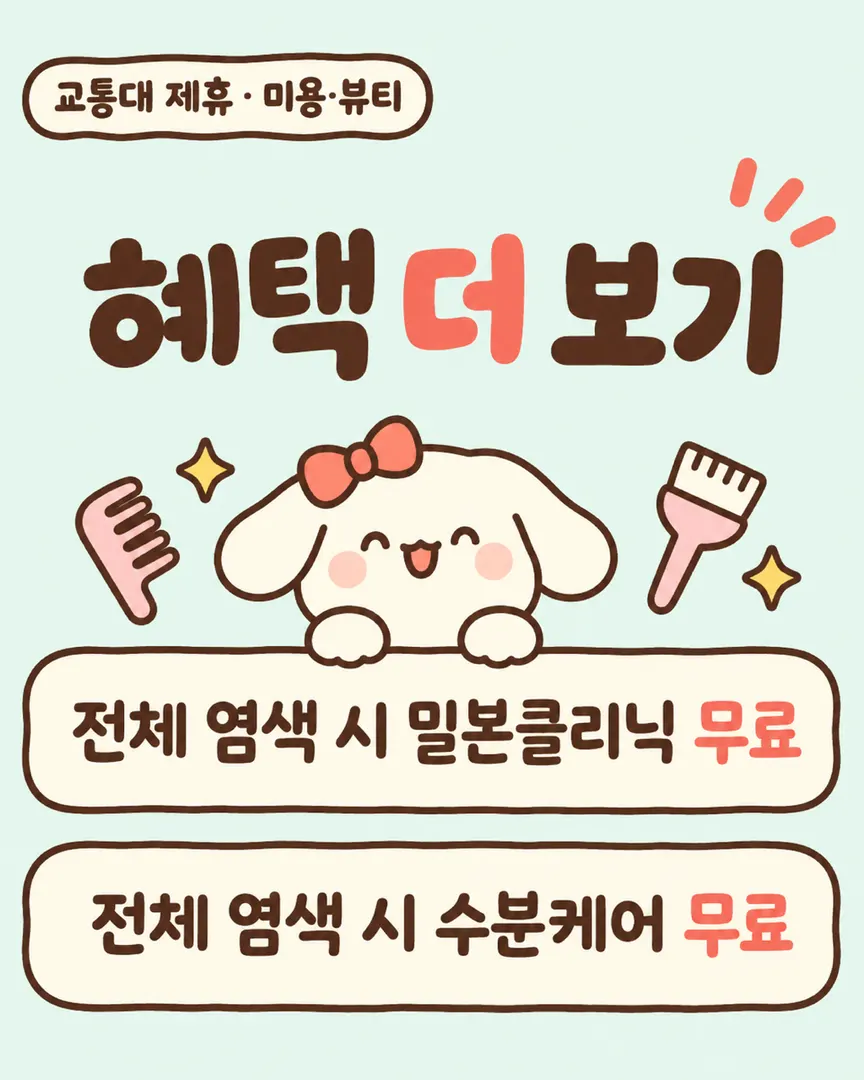 교통대 제휴 · 미용·뷰티
혜택 더 보기
전체 염색 시 밀본클리닉 무료
전체 염색 시 수분케어 무료